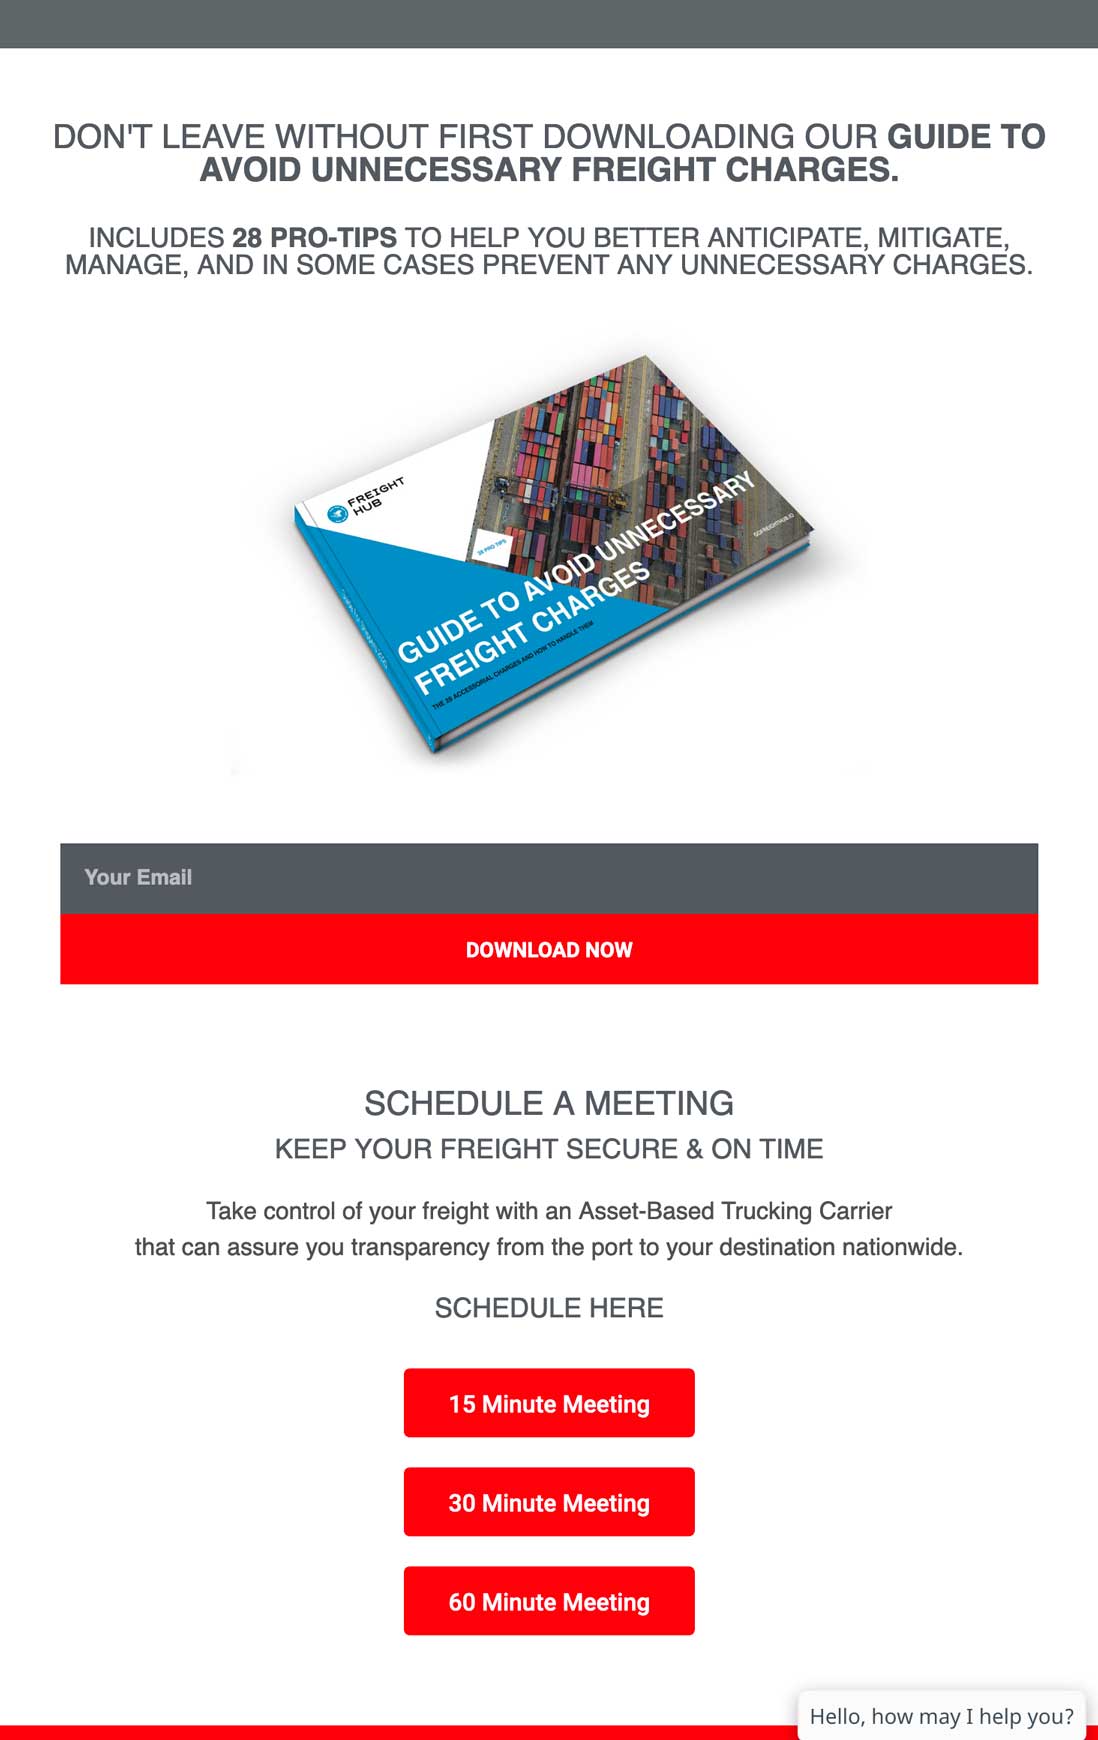 DON'T LEAVE WITHOUT FIRST DOWNLOADING OUR GUIDE TO
AVOID UNNECESSARY FREIGHT CHARGES.
INCLUDES 28 PRO-TIPS TO HELP YOU BETTER ANTICIPATE, MITIGATE,
MANAGE, AND IN SOME CASES PREVENT ANY UNNECESSARY CHARGES.
FREIGHT
HUB
28 PRO TIPS
GOFREIGHTHUB.IO
GUIDE TO AVOID UNNECESSARY
FREIGHT CHARGES
THE 28 ACCESSORIAL CHARGES AND HOW TO HANDLE THEM
Your Email
DOWNLOAD NOW
SCHEDULE A MEETING
KEEP YOUR FREIGHT SECURE & ON TIME
Take control of your freight with an Asset-Based Trucking Carrier
that can assure you transparency from the port to your destination nationwide.
SCHEDULE HERE
15 Minute Meeting
30 Minute Meeting
60 Minute Meeting
Hello, how may I help you?